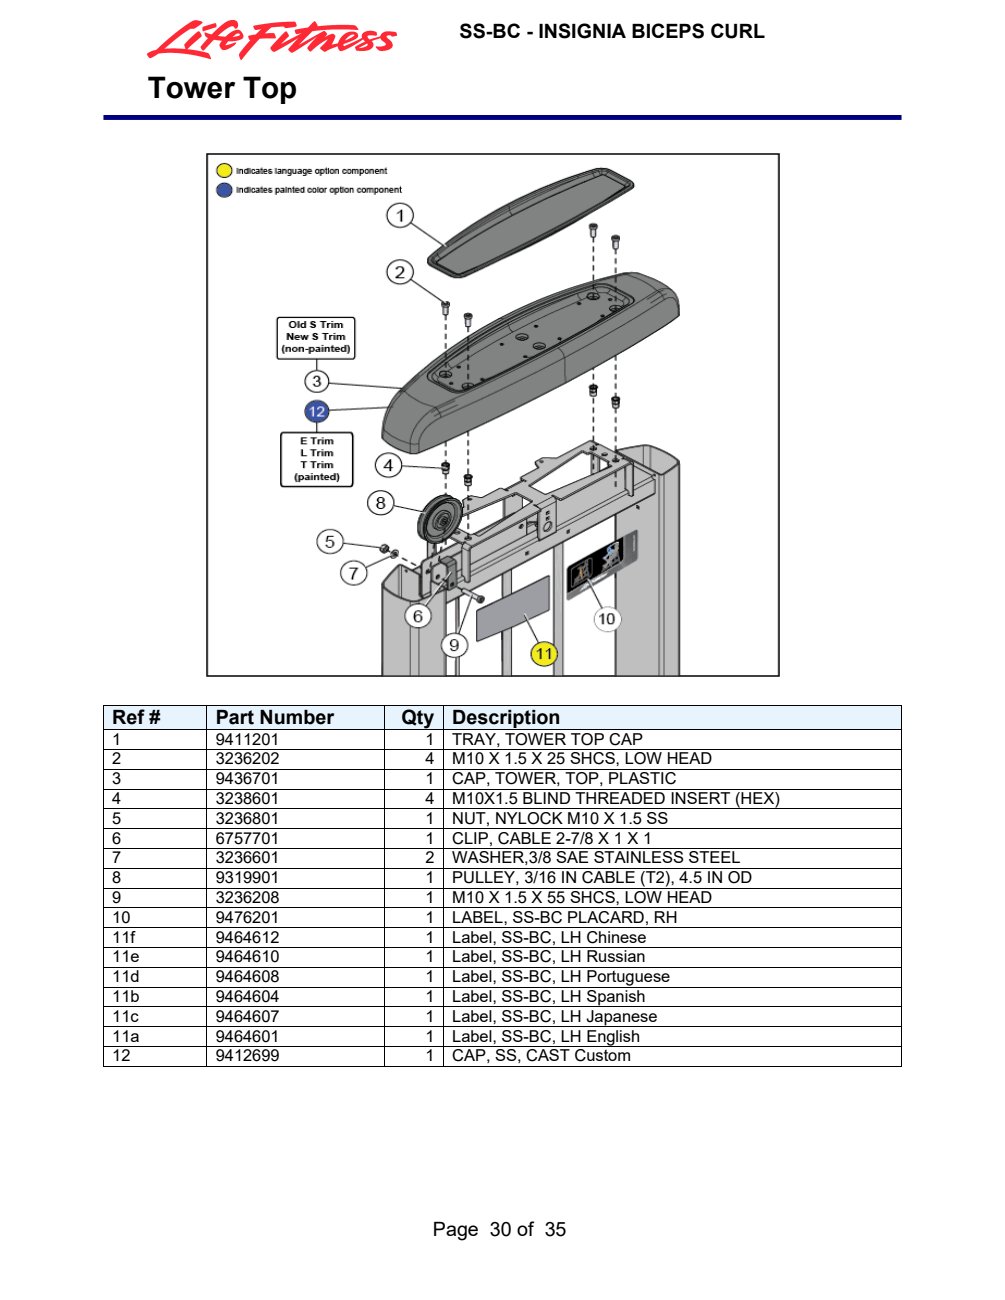 Life Fitness
SS-BC - INSIGNIA BICEPS CURL
Tower Top
Indicates language option component
Indicates painted color option component
1
2
Old S Trim
New S Trim
(non-painted)
3
12
E Trim
L Trim
T Trim
(painted)
4
8
5
7
6
9
10
11
Ref # Part Number Qty Description
1 9411201 1 TRAY, TOWER TOP CAP
2 3236202 4 M10 X 1.5 X 25 SHCS, LOW HEAD
3 9436701 1 CAP, TOWER, TOP, PLASTIC
4 3238601 4 M10X1.5 BLIND THREADED INSERT (HEX)
5 3236801 1 NUT, NYLOCK M10 X 1.5 SS
6 6757701 1 CLIP, CABLE 2-7/8 X 1 X 1
7 3236601 2 WASHER,3/8 SAE STAINLESS STEEL
8 9319901 1 PULLEY, 3/16 IN CABLE (T2), 4.5 IN OD
9 3236208 1 M10 X 1.5 X 55 SHCS, LOW HEAD
10 9476201 1 LABEL, SS-BC PLACARD, RH
11f 9464612 1 Label, SS-BC, LH Chinese
11e 9464610 1 Label, SS-BC, LH Russian
11d 9464608 1 Label, SS-BC, LH Portuguese
11b 9464604 1 Label, SS-BC, LH Spanish
11c 9464607 1 Label, SS-BC, LH Japanese
11a 9464601 1 Label, SS-BC, LH English
12 9412699 1 CAP, SS, CAST Custom
Page 30 of 35